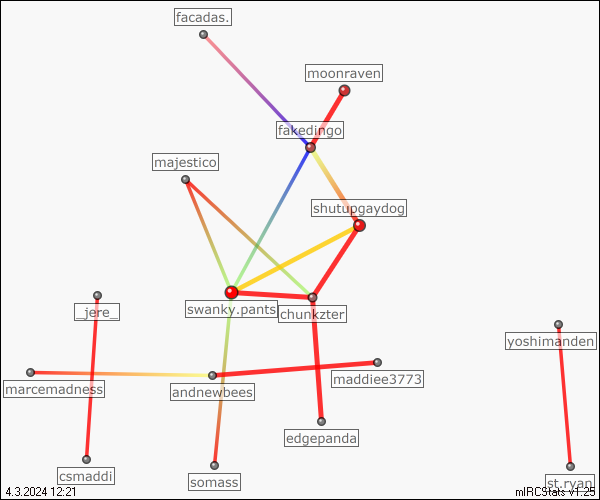 facadas.
moonraven
fakedingo
majestico
shutupgaydog
swanky.pants
chunkzter
_jere_
yoshimanden
maddiee3773
marcemadness
andnewbees
edgepanda
csmaddi
somass
st.ryan
4.3.2024 12:21
mIRCStats v1.25